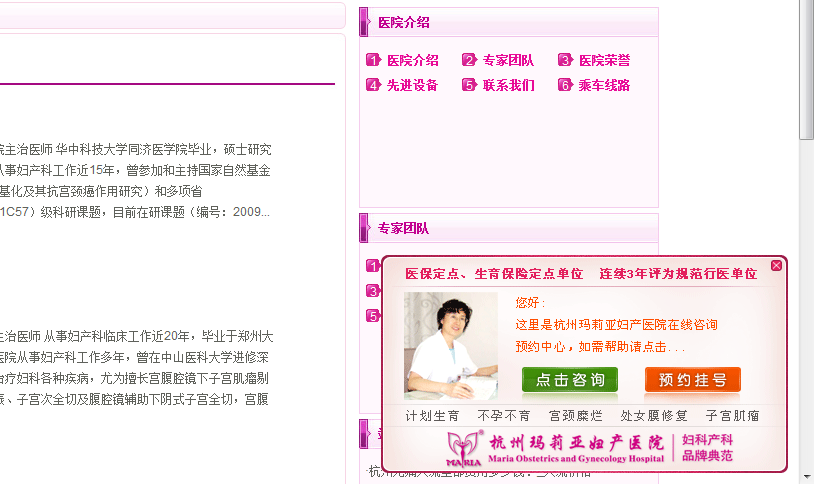 院主治医师 华中科技大学同济医学院毕业，硕士研究
从事妇产科工作近15年，曾参加和主持国家自然基金
基化及其抗宫颈癌作用研究）和多项省
1C57）级科研课题，目前在研课题（编号：2009...
主治医师 从事妇产科临床工作近20年，毕业于郑州大
医院从事妇产科工作多年，曾在中山医科大学进修深
治疗妇科各种疾病，尤为擅长宫腹腔镜下子宫肌瘤剔
、子宫次全切及腹腔镜辅助下阴式子宫全切，宫腹
医院介绍
1 医院介绍 2 专家团队 3 医院荣誉
4 先进设备 5 联系我们 6 乘车线路
专家团队
1
3
5
医保定点、生育保险定点单位 连续3年评为规范行医单位
您好:
这里是杭州玛莉亚妇产医院在线咨询
预约中心,如需帮助请点击...
点击咨询 预约挂号
计划生育 不孕不育 宫颈糜烂 处女膜修复 子宫肌瘤
MARIA
杭州玛莉亚妇产医院
Maria Obstetrics and Gynecology Hospital
妇科产科
品牌典范